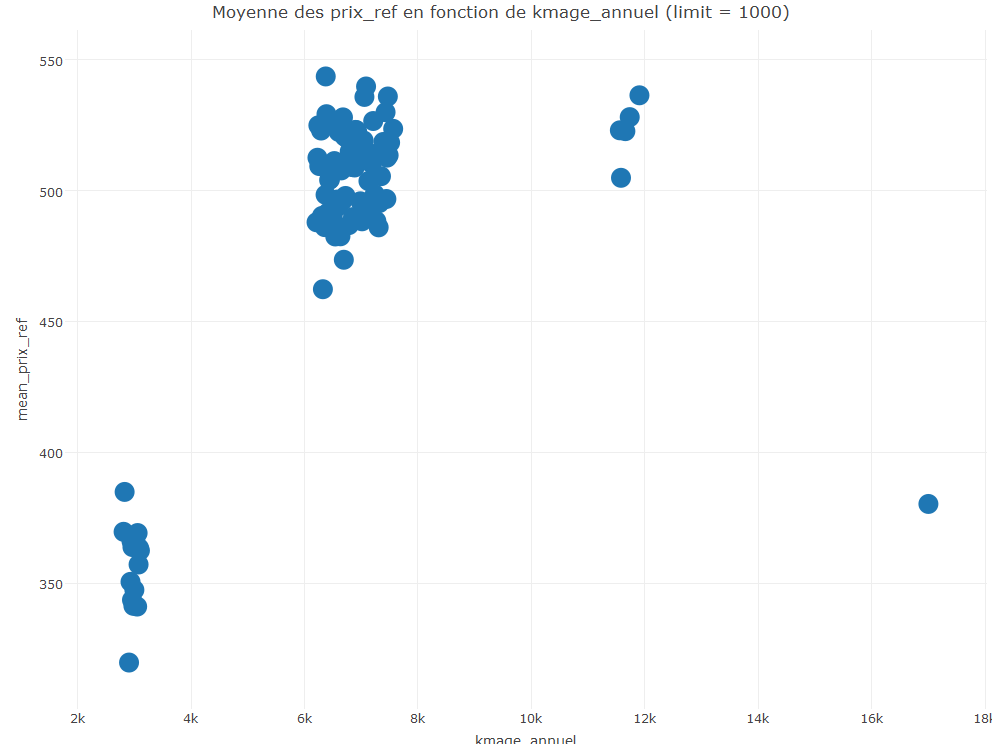 Moyenne des prix_ref en fonction de kmage_annuel (limit = 1000)
550
500
450
400
350
mean_prix_ref
2k
4k
6k
8k
10k
12k
14k
16k
18k
kmage_annuel